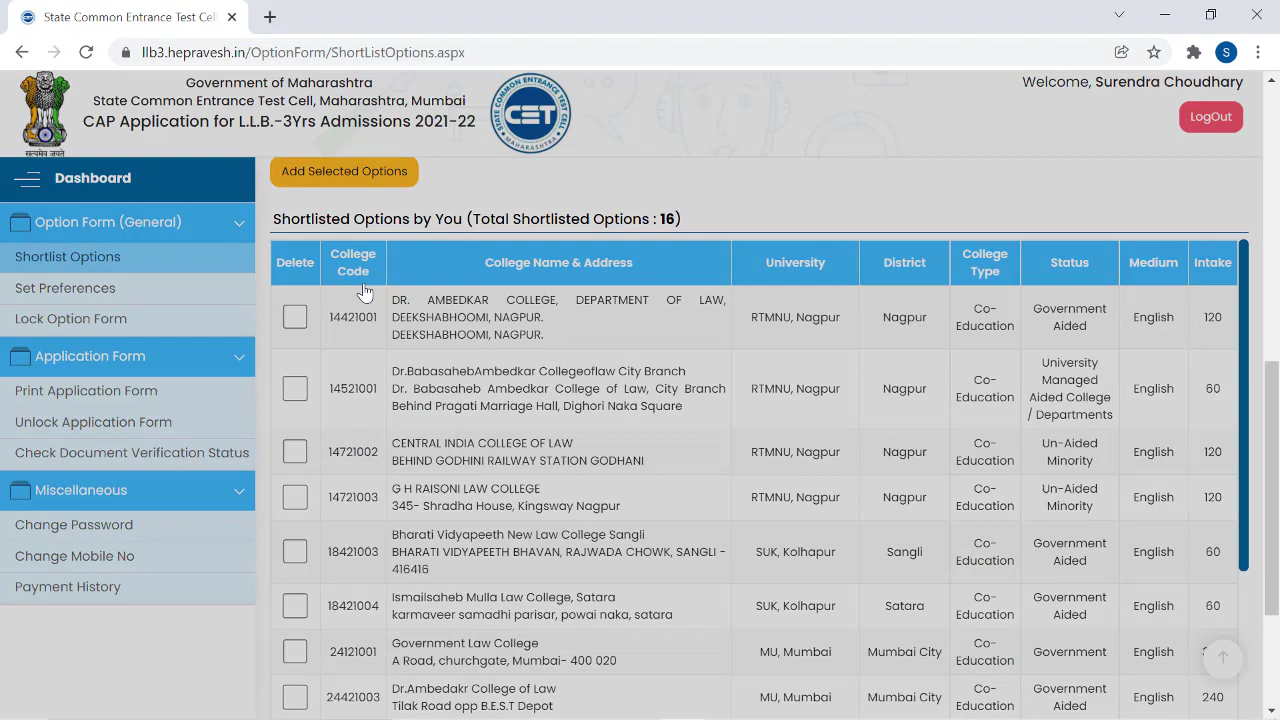 State Common Entrance Test Cell
llb3.hepravesh.in/OptionForm/ShortListOptions.aspx
S
सत्यमेव जयते
Government of Maharashtra
State Common Entrance Test Cell, Maharashtra, Mumbai
CAP Application for L.L.B.-3Yrs Admissions 2021-22
STATE COMMON ENTRANCE TEST CELL
CET
MAHARASHTRA
Welcome, Surendra Choudhary
LogOut
Dashboard
Option Form (General)
Shortlist Options
Set Preferences
Lock Option Form
Application Form
Print Application Form
Unlock Application Form
Check Document Verification Status
Miscellaneous
Change Password
Change Mobile No
Payment History
Add Selected Options
Shortlisted Options by You (Total Shortlisted Options : 16)
Delete College Code College Name & Address University District College Type Status Medium Intake
14421001 DR. AMBEDKAR COLLEGE, DEPARTMENT OF LAW, RTMNU, Nagpur Nagpur Co-Education Government Aided English 120
DEEKSHABHOOMI, NAGPUR.
DEEKSHABHOOMI, NAGPUR.
14521001 Dr.BabasahebAmbedkar Collegeoflaw City Branch RTMNU, Nagpur Nagpur Co-Education University Managed Aided College / Departments English 60
Dr. Babasaheb Ambedkar College of Law, City Branch
Behind Pragati Marriage Hall, Dighori Naka Square
14721002 CENTRAL INDIA COLLEGE OF LAW RTMNU, Nagpur Nagpur Co-Education Un-Aided Minority English 120
BEHIND GODHINI RAILWAY STATION GODHANI
14721003 G H RAISONI LAW COLLEGE RTMNU, Nagpur Nagpur Co-Education Un-Aided Minority English 120
345- Shradha House, Kingsway Nagpur
18421003 Bharati Vidyapeeth New Law College Sangli SUK, Kolhapur Sangli Co-Education Government Aided English 60
BHARATI VIDYAPEETH BHAVAN, RAJWADA CHOWK, SANGLI -
416416
18421004 Ismailsaheb Mulla Law College, Satara SUK, Kolhapur Satara Co-Education Government Aided English 60
karmaveer samadhi parisar, powai naka, satara
24121001 Government Law College MU, Mumbai Mumbai City Co-Education Government English
A Road, churchgate, Mumbai- 400 020
24421003 Dr.Ambedakr College of Law MU, Mumbai Mumbai City Co-Education Government Aided English 240
Tilak Road opp B.E.S.T Depot